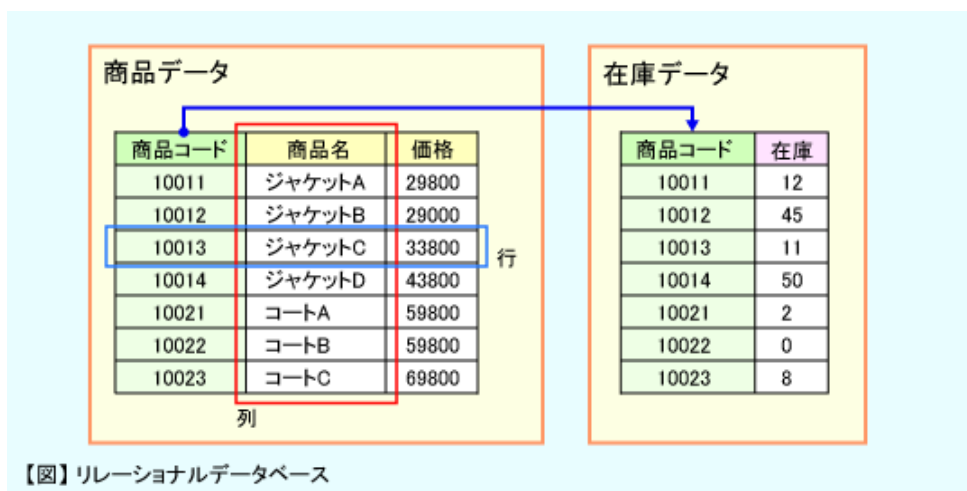 商品データ
商品コード 商品名 価格
10011 ジャケットA 29800
10012 ジャケットB 29000
10013 ジャケットC 33800
10014 ジャケットD 43800
10021 コートA 59800
10022 コートB 59800
10023 コートC 69800
行
列
在庫データ
商品コード 在庫
10011 12
10012 45
10013 11
10014 50
10021 2
10022 0
10023 8
【図】リレーショナルデータベース